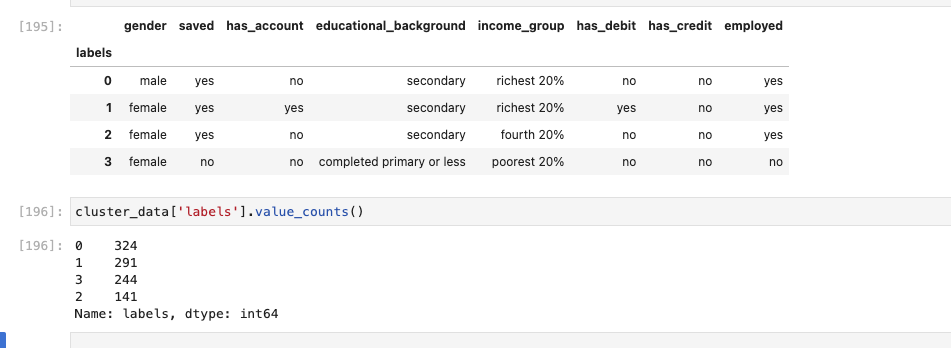 [195]:
gender saved has_account educational_background income_group has_debit has_credit employed
labels
0 male yes no secondary richest 20% no no yes
1 female yes yes secondary richest 20% yes no yes
2 female yes no secondary fourth 20% no no yes
3 female no no completed primary or less poorest 20% no no no
[196]: cluster_data['labels'].value_counts()
[196]: 0 324
1 291
3 244
2 141
Name: labels, dtype: int64